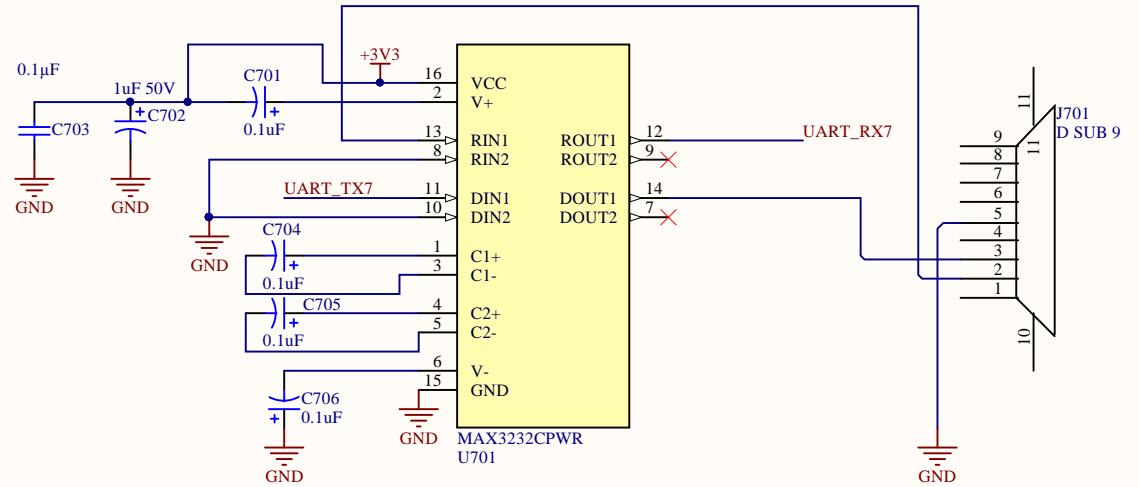 +3V3
0.1µF
1uF 50V
C701
C702
C703
0.1uF
GND
GND
16
VCC
2
V+
13
RIN1
8
RIN2
UART_TX7
11
DIN1
10
DIN2
GND
C704
0.1uF
1
C1+
3
C1-
C705
0.1uF
4
C2+
5
C2-
6
V-
15
GND
C706
0.1uF
GND
GND
MAX3232CPWR
U701
ROUT1
12
UART_RX7
ROUT2
9
DOUT1
14
DOUT2
7
11
11
J701
D SUB 9
9
8
7
6
5
4
3
2
1
10
GND